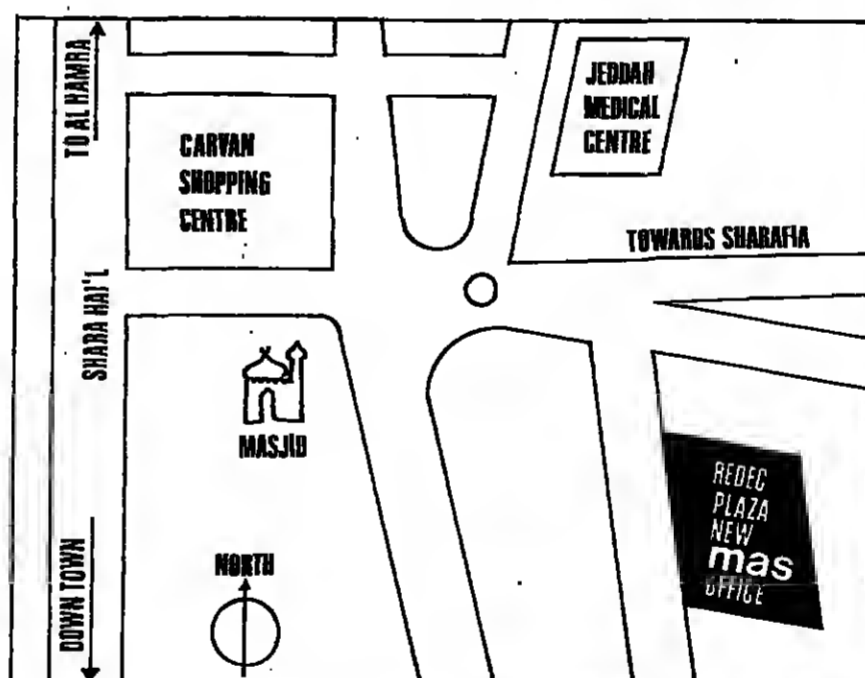 TO AL HAMRA
CARVAN
SHOPPING
CENTRE
JEDDAH
MEDICAL
CENTRE
TOWARDS SHARAFIA
SHARA HAI'L
MASJID
REDEC
PLAZA
NEW
mas
OFFICE
NORTH
DOWN TOWN